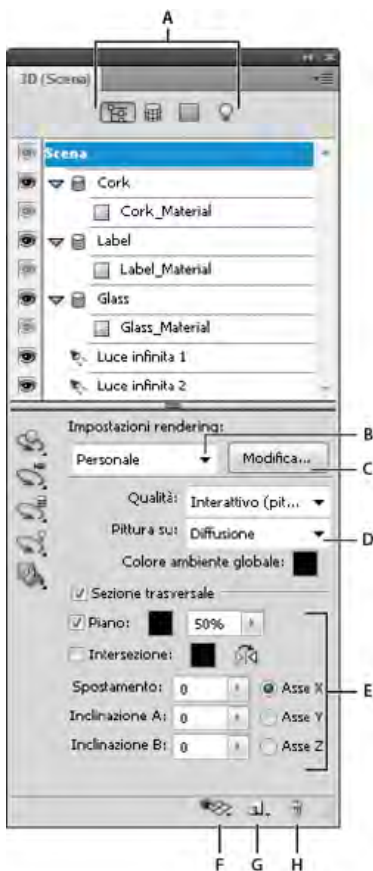 A
3D (Scena)
Scena
Cork
Cork_Material
Label
Label_Material
Glass
Glass_Material
Luce infinita 1
Luce infinita 2
Impostazioni rendering:
B
Personale
Modifica...
C
Qualità: Interattivo (pit...
Pittura su: Diffusione
D
Colore ambiente globale:
Sezione trasversale
Piano: 50%
Intersezione:
Spostamento: 0 Asse X
E
Inclinazione A: 0 Asse Y
Inclinazione B: 0 Asse Z
F G H